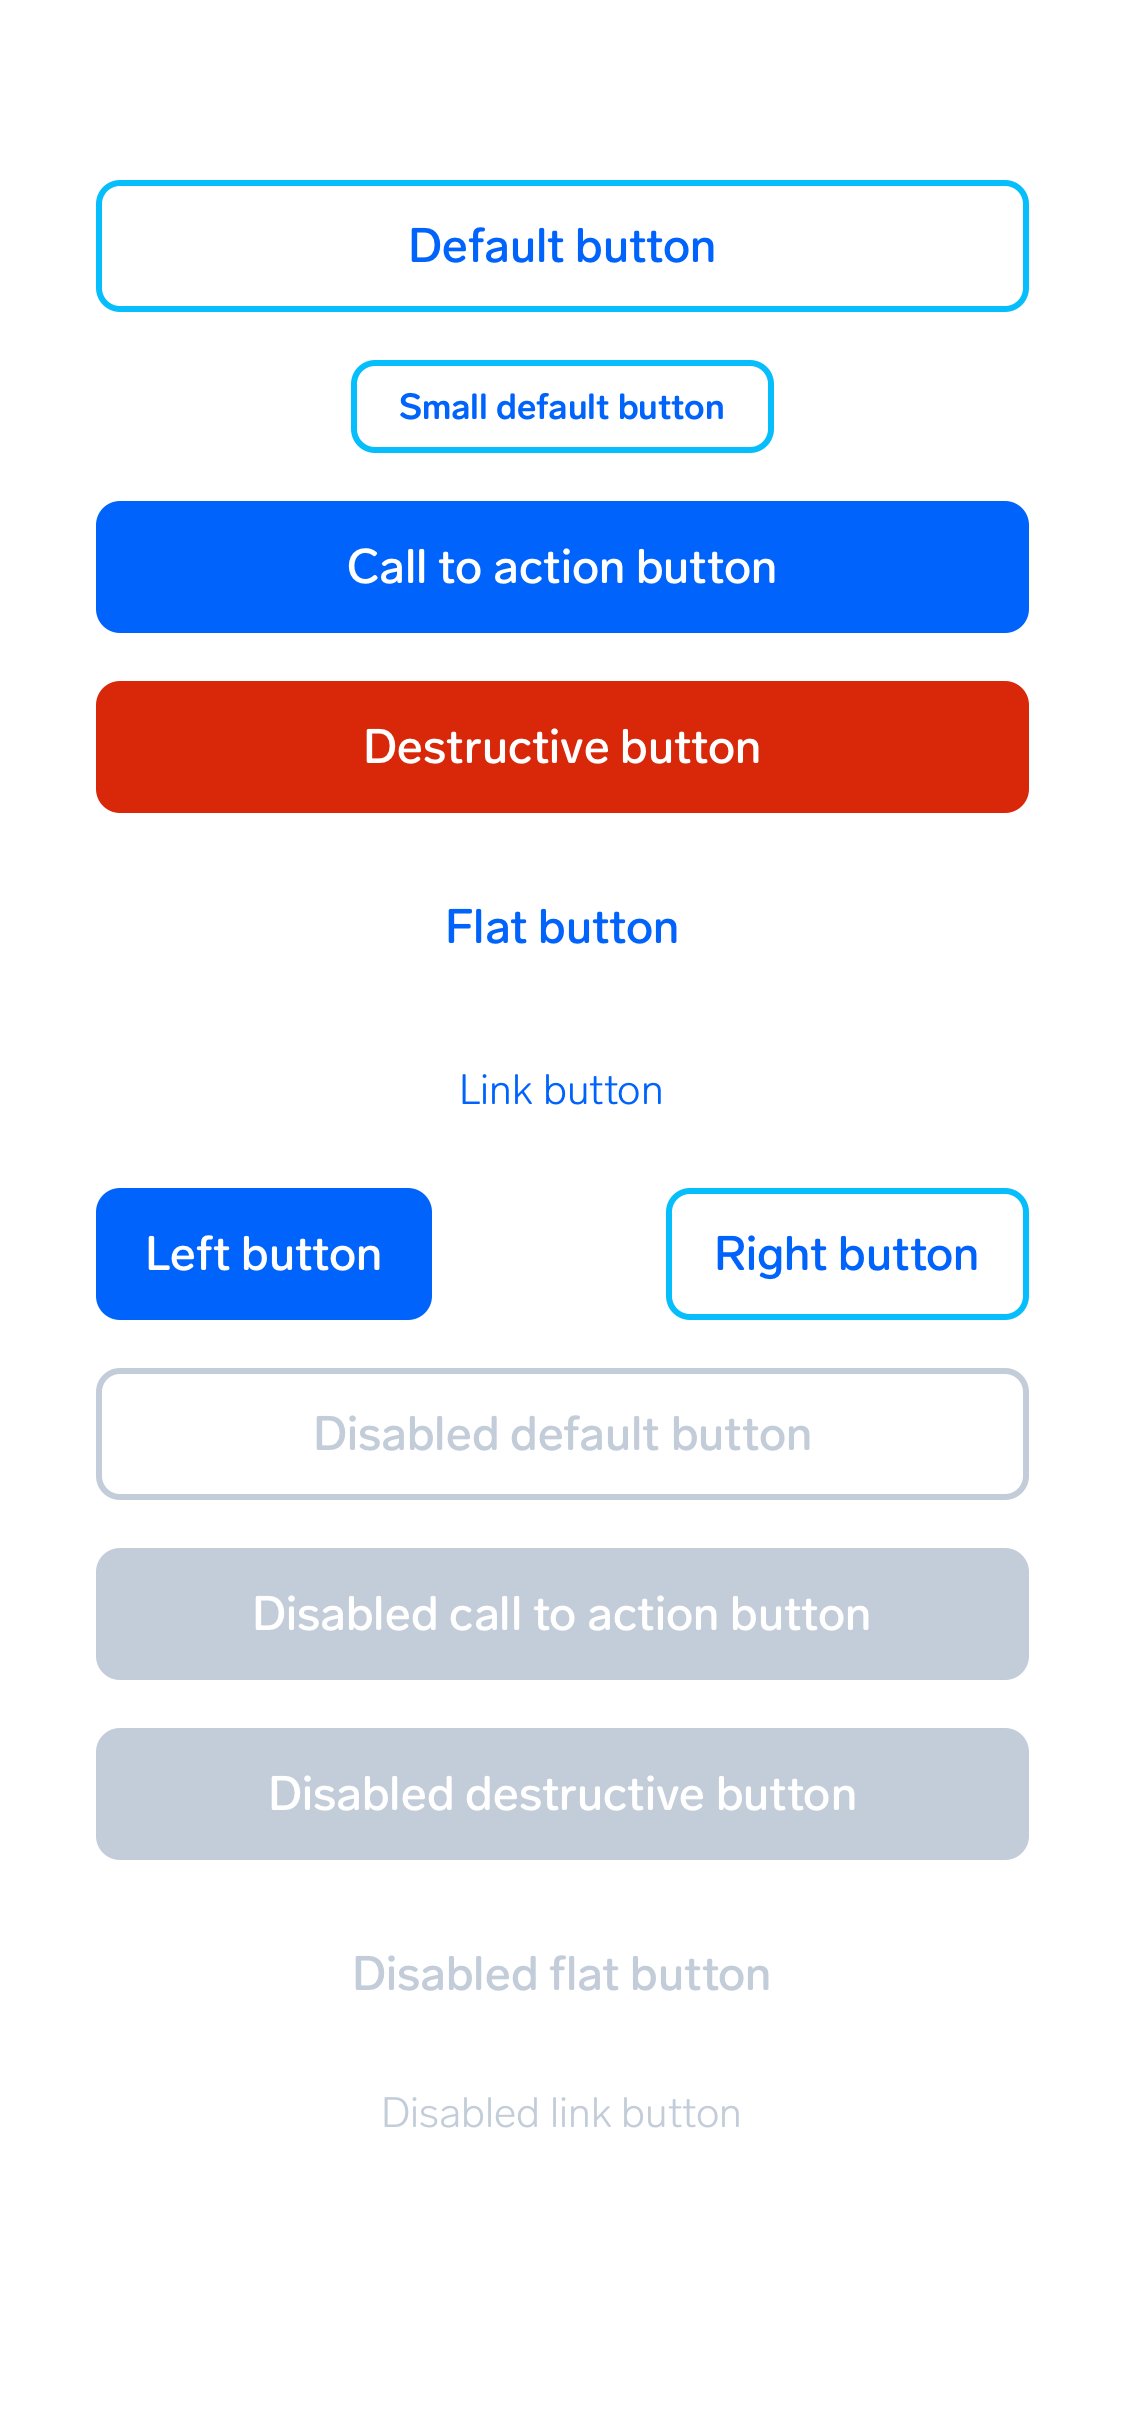 Default button
Small default button
Call to action button
Destructive button
Flat button
Link button
Left button
Right button
Disabled default button
Disabled call to action button
Disabled destructive button
Disabled flat button
Disabled link button